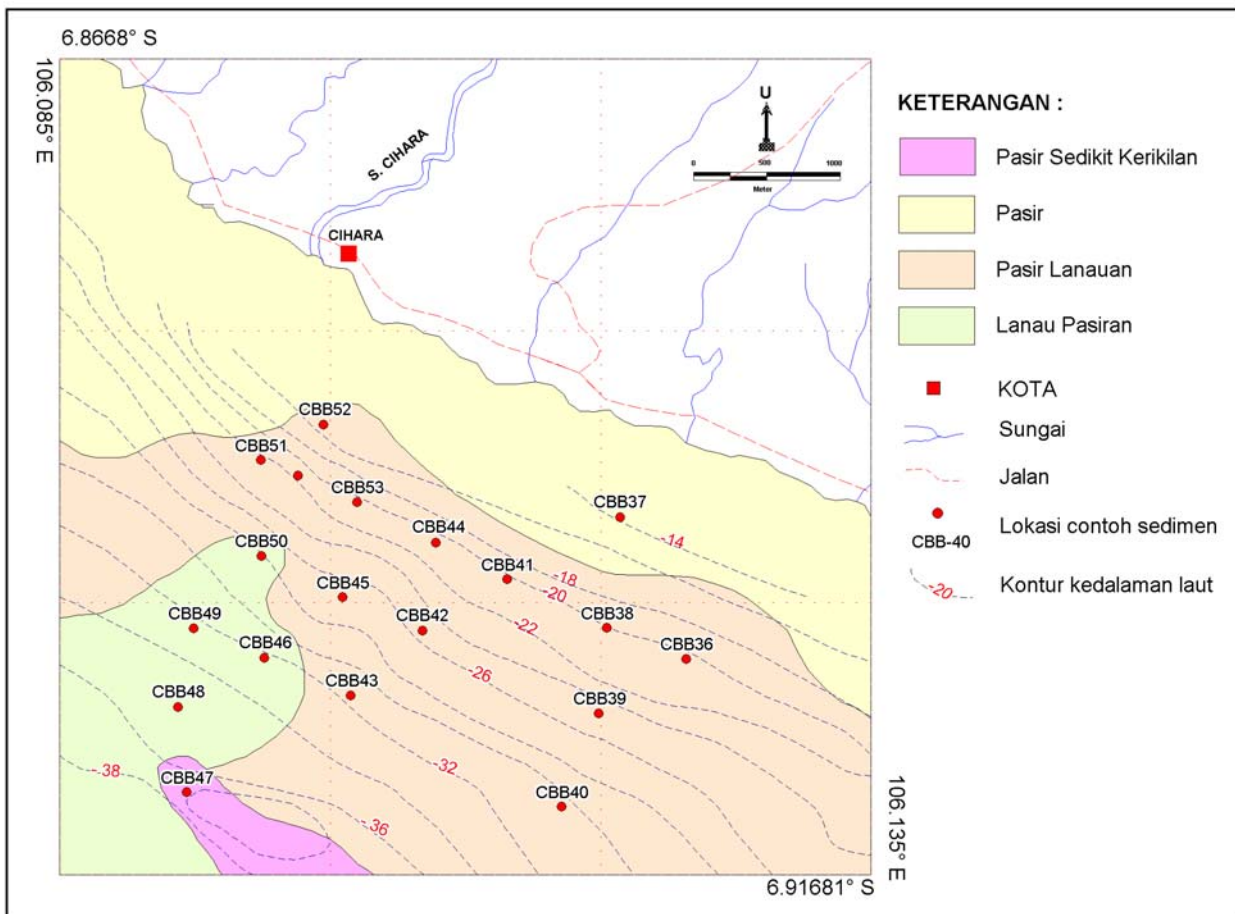 6.8668° S
106.085° E
S. CIHARA
CIHARA
U
0 500 1000
Meter
CBB52
CBB51
CBB53
CBB37
CBB44
-14
CBB50
CBB41
-18
CBB45
-20
CBB49
CBB42
CBB38
-22
CBB46
CBB36
-26
CBB43
CBB48
CBB39
-32
-38
CBB47
CBB40
-36
106.135° E
6.91681° S
KETERANGAN :
Pasir Sedikit Kerikilan
Pasir
Pasir Lanauan
Lanau Pasiran
KOTA
Sungai
Jalan
Lokasi contoh sedimen
CBB-40
-20
Kontur kedalaman laut